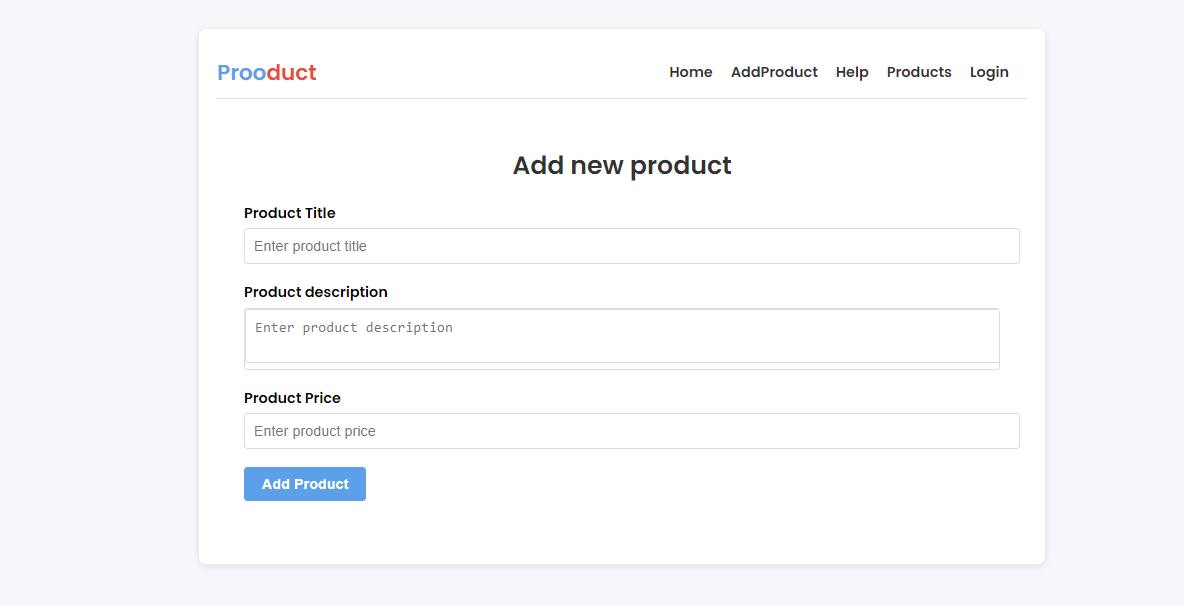 Prooduct
Home AddProduct Help Products Login
Add new product
Product Title
Enter product title
Product description
Enter product description
Product Price
Enter product price
Add Product